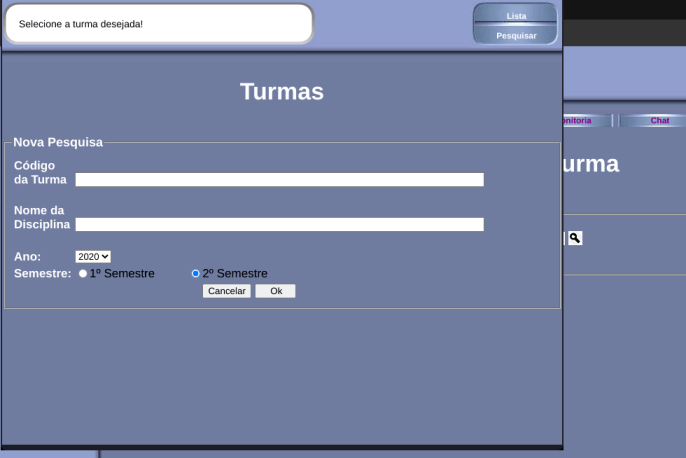 Selecione a turma desejada!
Lista
Pesquisar
Turmas
Chat
urma
Nova Pesquisa
Código
da Turma
Nome da
Disciplina
Ano: 2020
Semestre: 1º Semestre 2º Semestre
Cancelar Ok